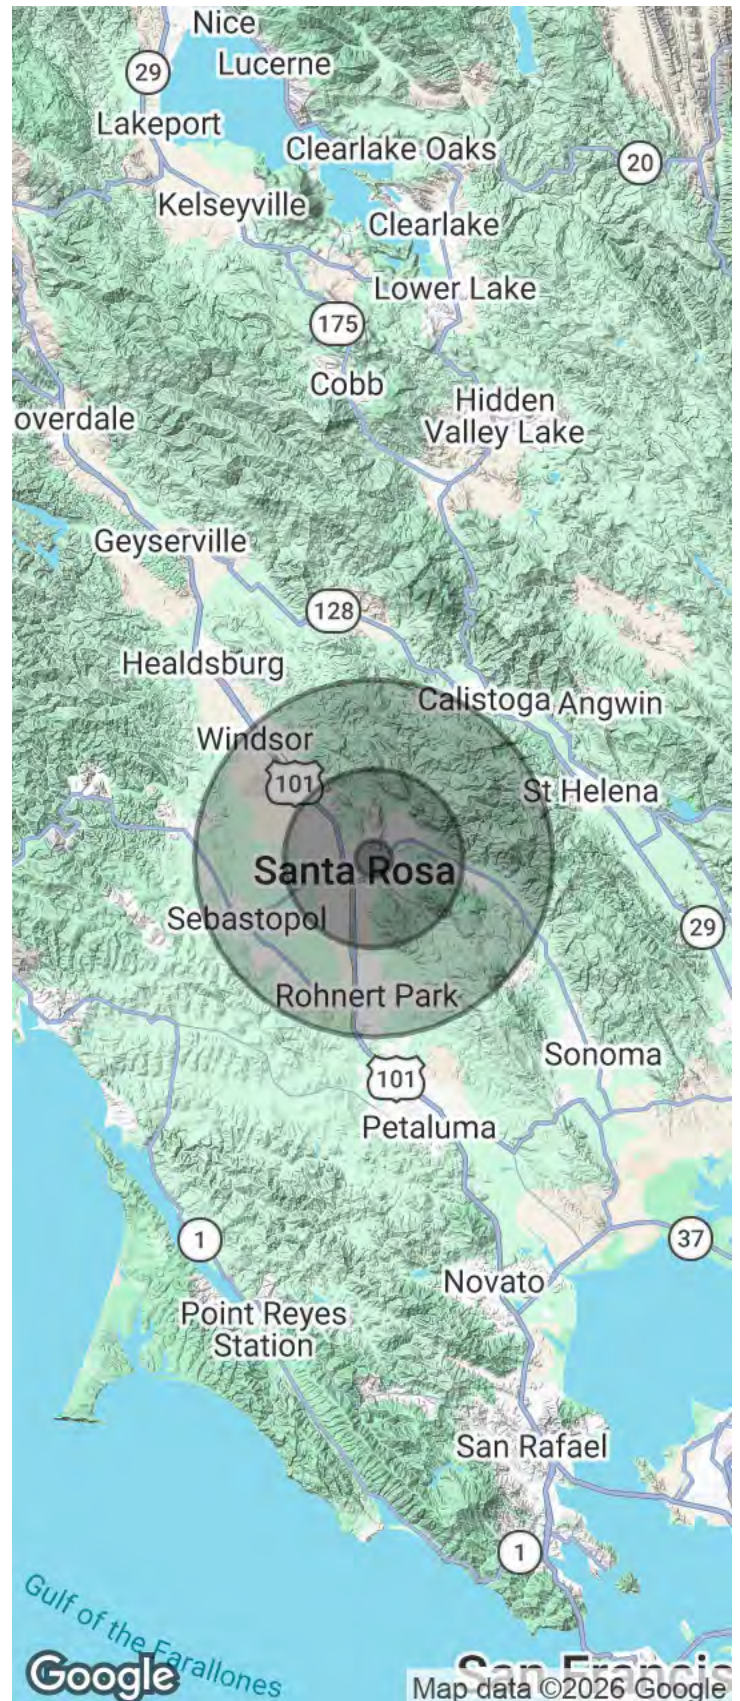 Nice
Lucerne
29
Lakeport
Clearlake Oaks
20
Kelseyville
Clearlake
Lower Lake
175
Cobb
Hidden
Valley Lake
overdale
Geyserville
128
Healdsburg
Calistoga
Angwin
Windsor
101
St Helena
Santa Rosa
Sebastopol
29
Rohnert Park
Sonoma
101
Petaluma
1
37
Novato
Point Reyes
Station
San Rafael
1
Gulf of the Farallones
San Francis
Google
Map data ©2026 Google